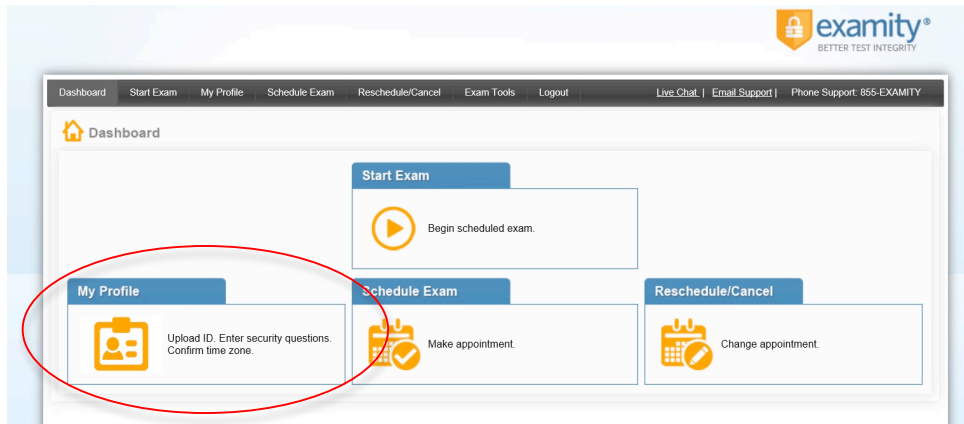 examity®
BETTER TEST INTEGRITY
Dashboard Start Exam My Profile Schedule Exam Reschedule/Cancel Exam Tools Logout Live Chat | Email Support | Phone Support: 855-EXAMITY
Dashboard
Start Exam
Begin scheduled exam.
My Profile
Upload ID. Enter security questions.
Confirm time zone.
Schedule Exam
Make appointment.
Reschedule/Cancel
Change appointment.